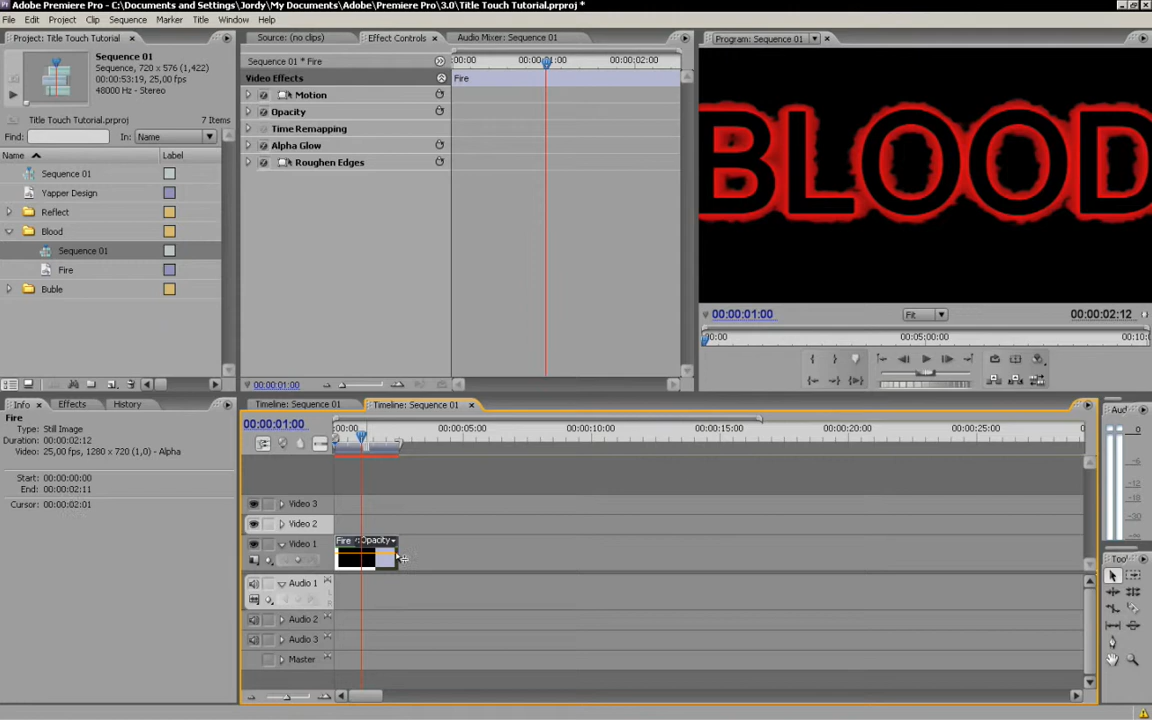 Adobe Premiere Pro - C:\Documents and Settings\Jordy\My Documents\Adobe\Premiere Pro\3.0\Title Touch Tutorial.prproj *
File Edit Project Clip Sequence Marker Title Window Help
Project: Title Touch Tutorial
Sequence 01
Sequence, 720 x 576 (1,422)
00:00:53:19, 25,00 fps
48000 Hz - Stereo
Title Touch Tutorial.prproj
7 Items
Find:
In: Name
Name
Label
Sequence 01
Yapper Design
Reflect
Blood
Sequence 01
Fire
Buble
Source: (no clips)
Effect Controls
Audio Mixer: Sequence 01
Sequence 01 * Fire
:00:00
00:00:01:00
00:00:02:00
Video Effects
Fire
Motion
Opacity
Time Remapping
Alpha Glow
Roughen Edges
00:00:01:00
Program: Sequence 01
BLOOD
00:00:01:00
Fit
00:00:02:12
00:00
00:05:00:00
00:10:
Info
Effects
History
Fire
Type: Still Image
Duration: 00:00:02:12
Video: 25,00 fps, 1280 x 720 (1,0) - Alpha
Start: 00:00:00:00
End: 00:00:02:11
Cursor: 00:00:02:01
Timeline: Sequence 01
Timeline: Sequence 01
00:00:01:00
:00:00
00:00:05:00
00:00:10:00
00:00:15:00
00:00:20:00
00:00:25:00
Video 3
Video 2
Fire :Opacity
Video 1
Audio 1
L
R
Audio 2
Audio 3
Master
Aud
0
-6
-12
-18
-30
Tool